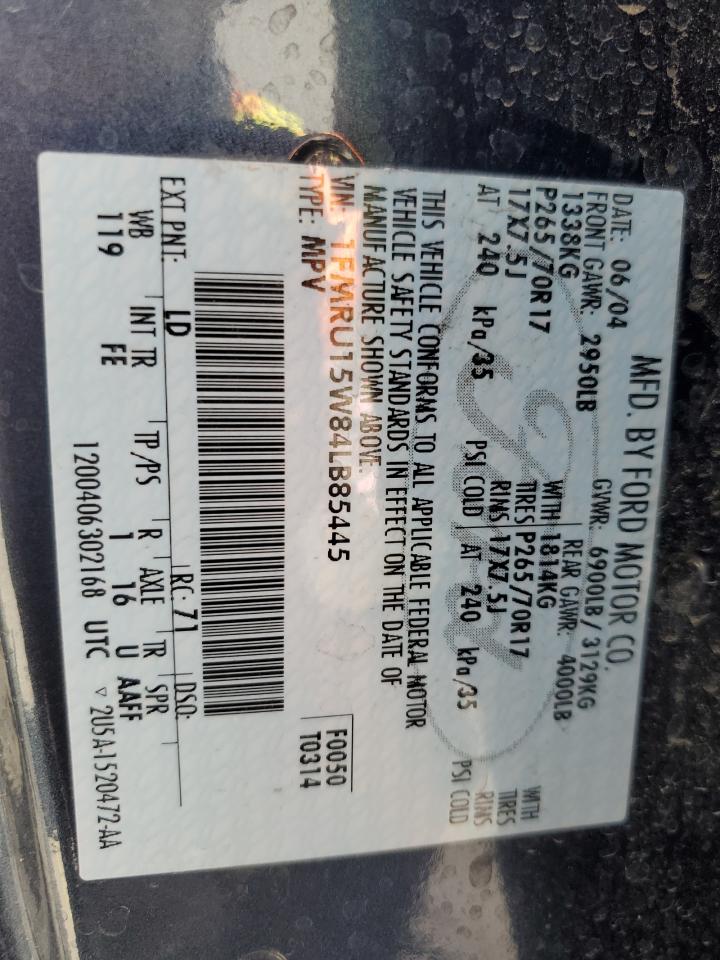 MFD. BY FORD MOTOR CO.
DATE: 06/04 GVWR: 6900LB / 3129KG
FRONT GAWR: 2950LB REAR GAWR: 4000LB
1338KG WITH 1814KG WITH
P265/70R17 TIRES P265/70R17 TIRES
17X7.5J RIMS 17X7.5J RIMS
AT 240 kPa/35 PSI COLD AT 240 kPa/35 PSI COLD
THIS VEHICLE CONFORMS TO ALL APPLICABLE FEDERAL MOTOR
VEHICLE SAFETY STANDARDS IN EFFECT ON THE DATE OF
MANUFACTURE SHOWN ABOVE.
VIN: 1FMRU15W84LB85445 F0050
TYPE: MPV T0314
EXT PNT: LD RC: 71 DSO:
WB INT TR TP/PS R AXLE TR SPR
119 FE 1 16 U AAFF
1200406302168 UTC ▽ 2U5A-1520472-AA
Ford